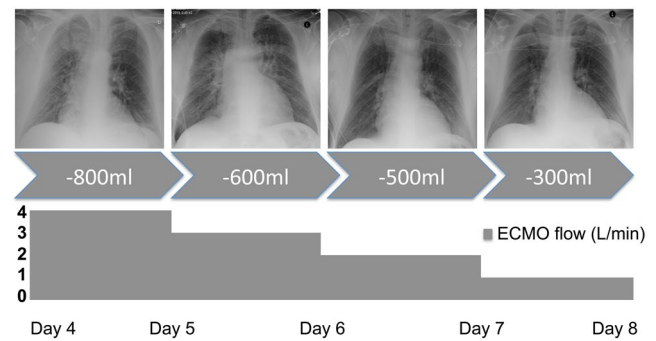 -800ml
-600ml
-500ml
-300ml
4
3
2
1
0
ECMO flow (L/min)
Day 4
Day 5
Day 6
Day 7
Day 8